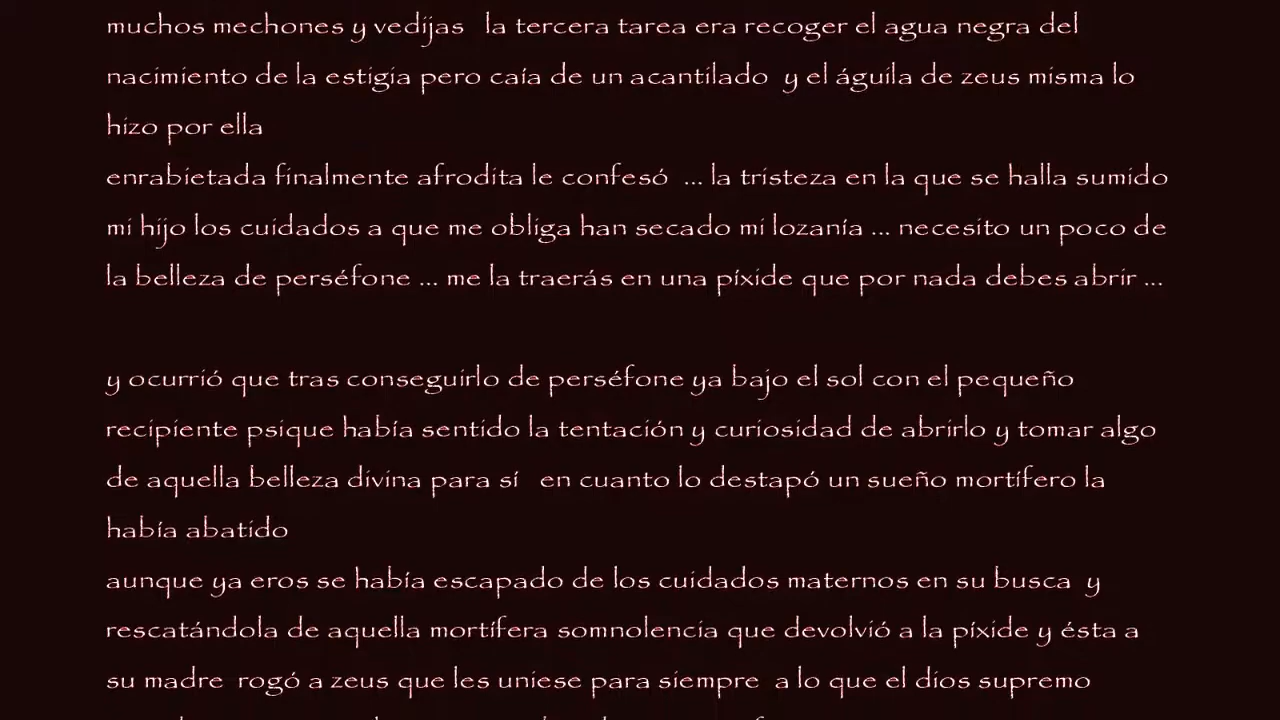 muchos mechones y vedijas la tercera tarea era recoger el agua negra del
nacimiento de la estigia pero caía de un acantilado y el águila de zeus misma lo
hizo por ella
enrabietada finalmente afrodita le confesó ... la tristeza en la que se halla sumido
mi hijo los cuidados a que me obliga han secado mi lozanía ... necesito un poco de
la belleza de perséfone ... me la traerás en una píxide que por nada debes abrir ...
y ocurrió que tras conseguirlo de perséfone ya bajo el sol con el pequeño
recipiente psique había sentido la tentación y curiosidad de abrirlo y tomar algo
de aquella belleza divina para sí en cuanto lo destapó un sueño mortífero la
había abatido
aunque ya eros se había escapado de los cuidados maternos en su busca y
rescatándola de aquella mortífera somnolencia que devolvió a la píxide y ésta a
su madre rogó a zeus que les uniese para siempre a lo que el dios supremo